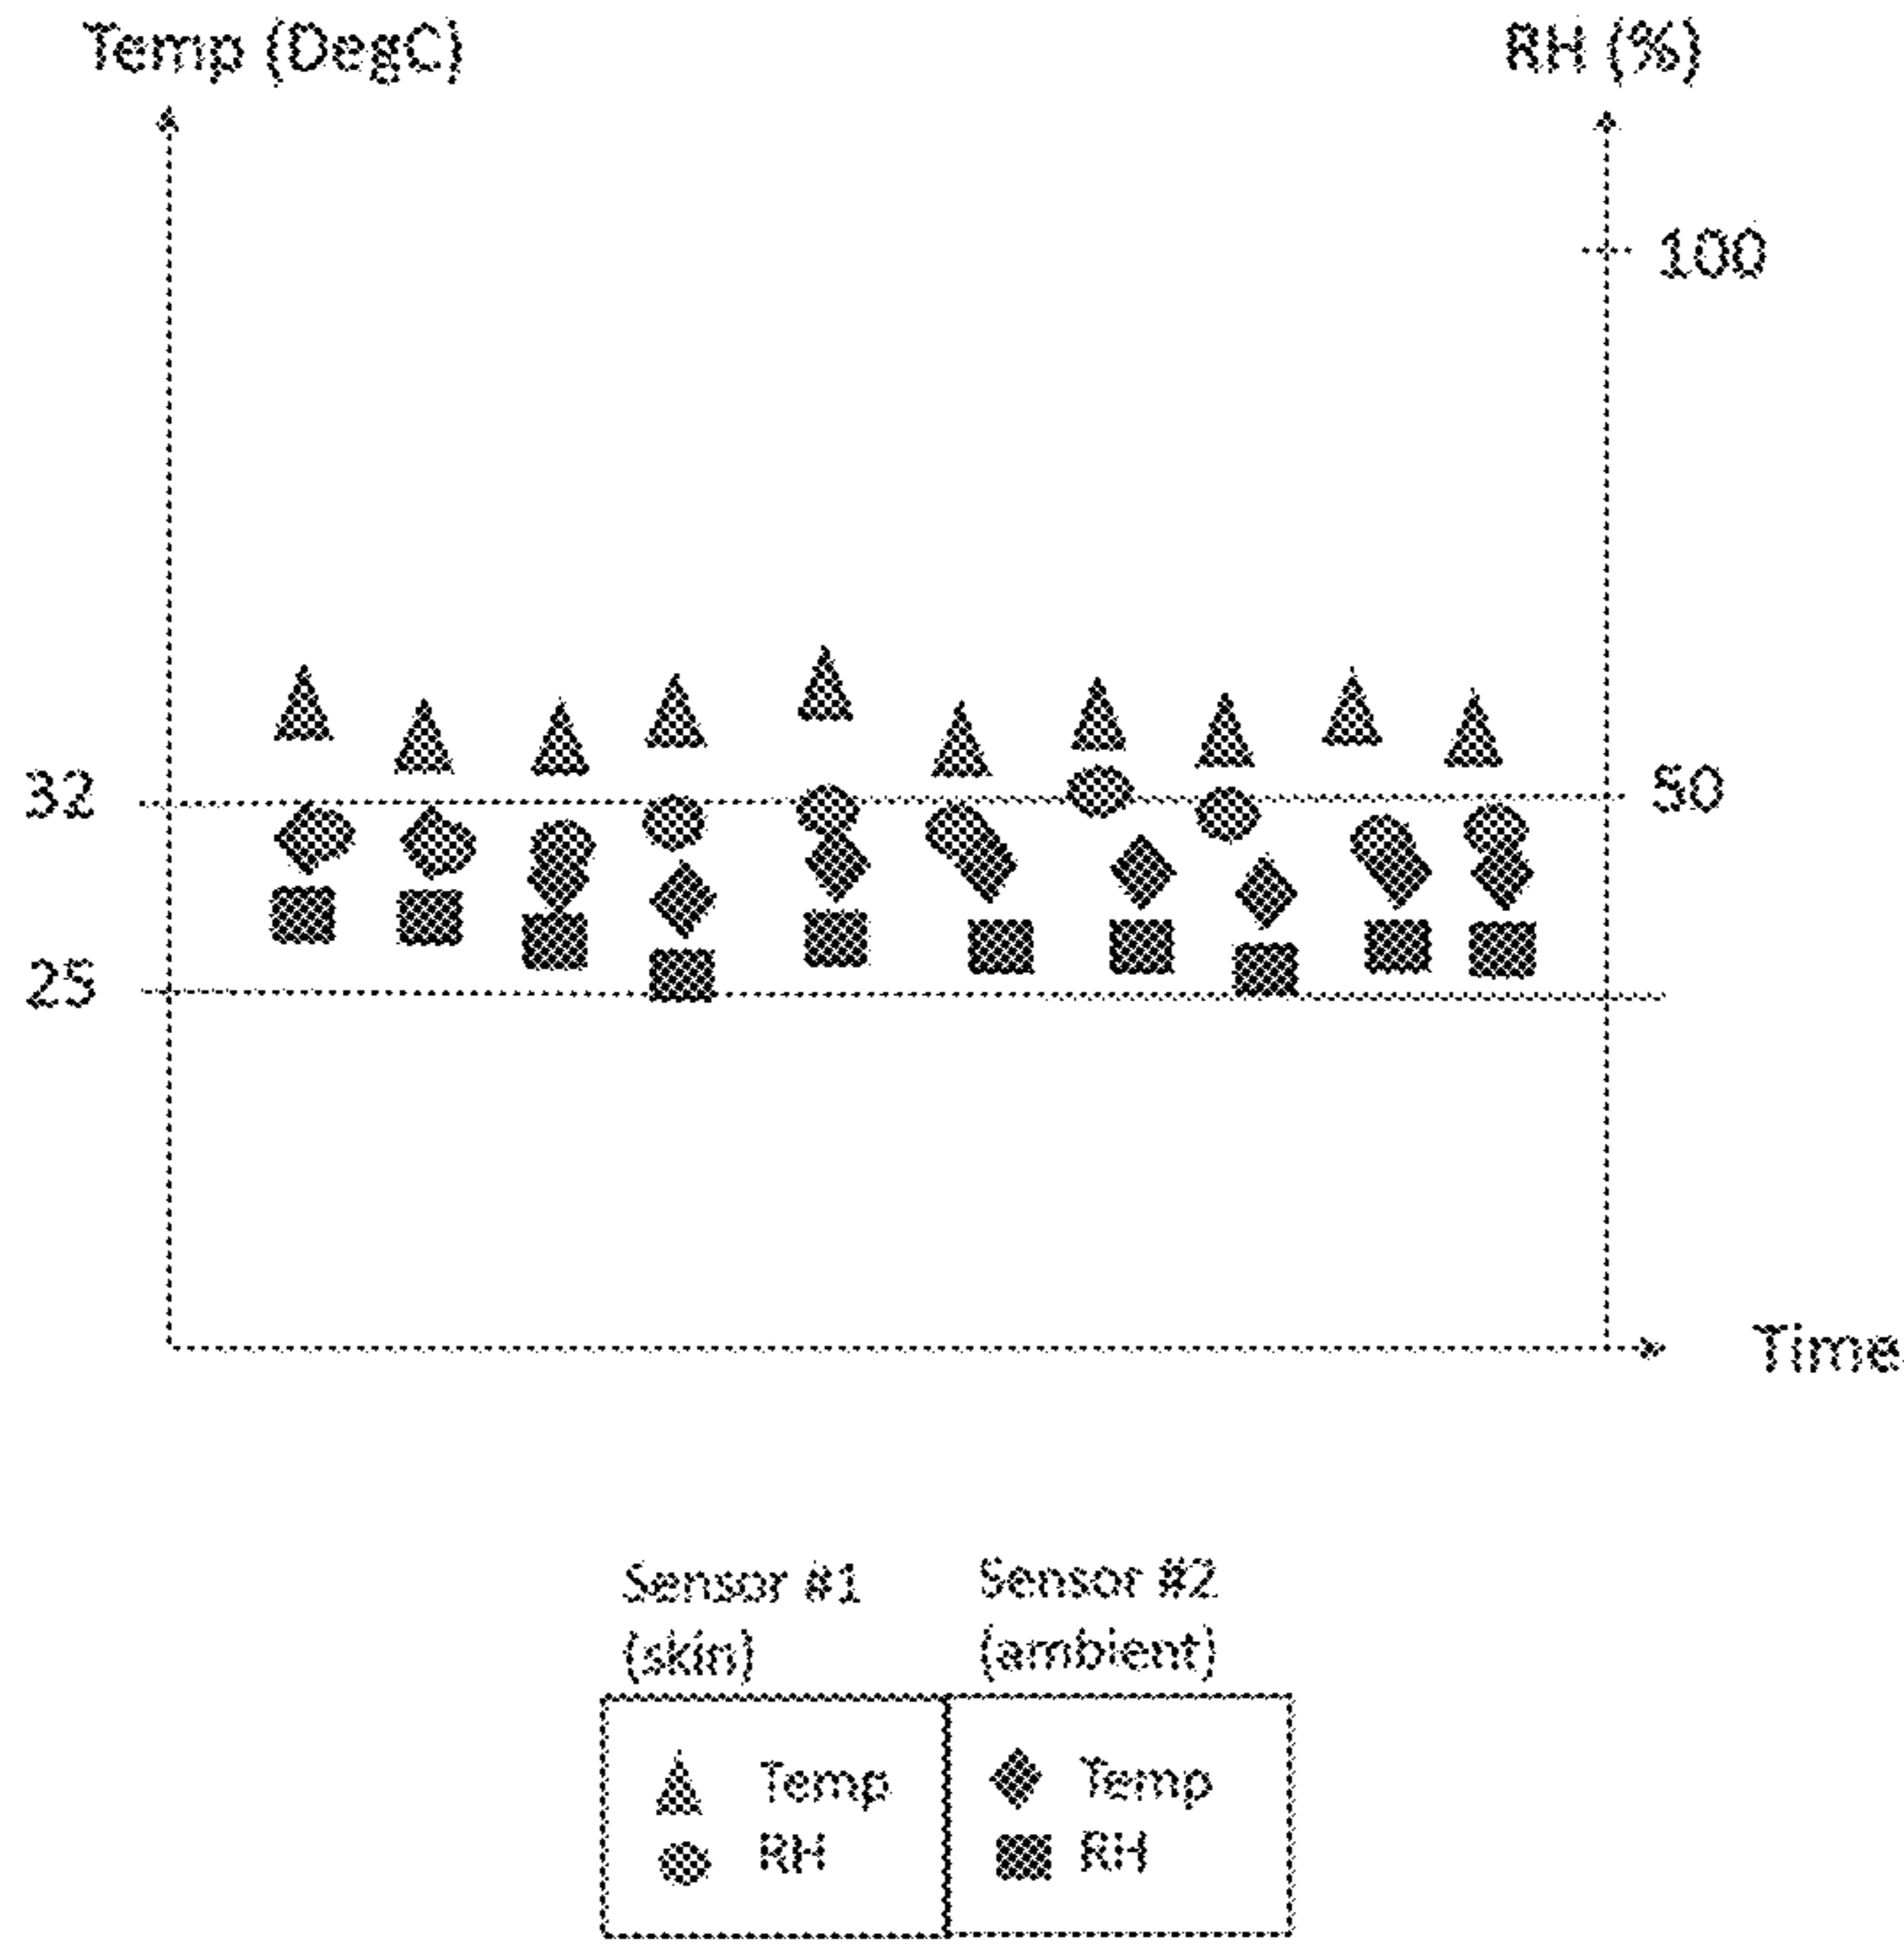 Temp (DegC)
RH (%)
100
32
50
25
Time
Sensor #1
(skin)
Sensor #2
(ambient)
Temp
RH
Temp
RH